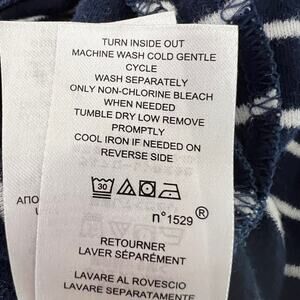 TURN INSIDE OUT
MACHINE WASH COLD GENTLE
CYCLE
WASH SEPARATELY
ONLY NON-CHLORINE BLEACH
WHEN NEEDED
TUMBLE DRY LOW REMOVE
PROMPTLY
COOL IRON IF NEEDED ON
REVERSE SIDE
30
n°1529®
RETOURNER
LAVER SÉPARÉMENT
LAVARE AL ROVESCIO
LAVARE SEPARATAMENTE